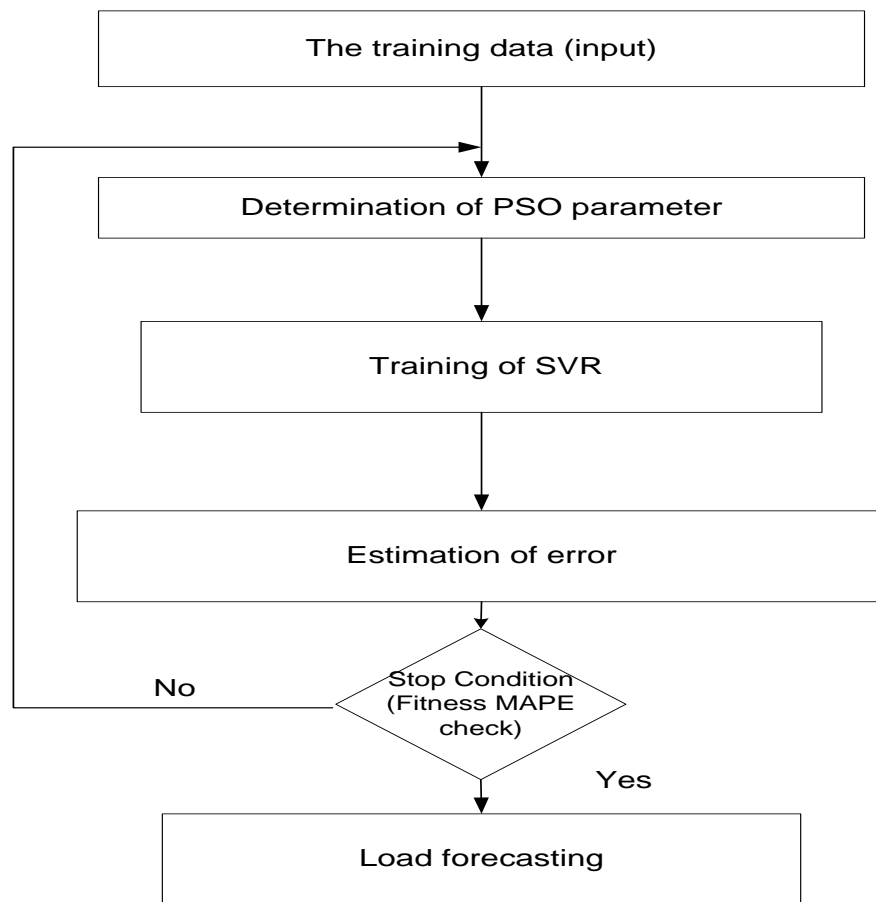 The training data (input)
Determination of PSO parameter
Training of SVR
Estimation of error
Stop Condition
(Fitness MAPE
check)
No
Yes
Load forecasting